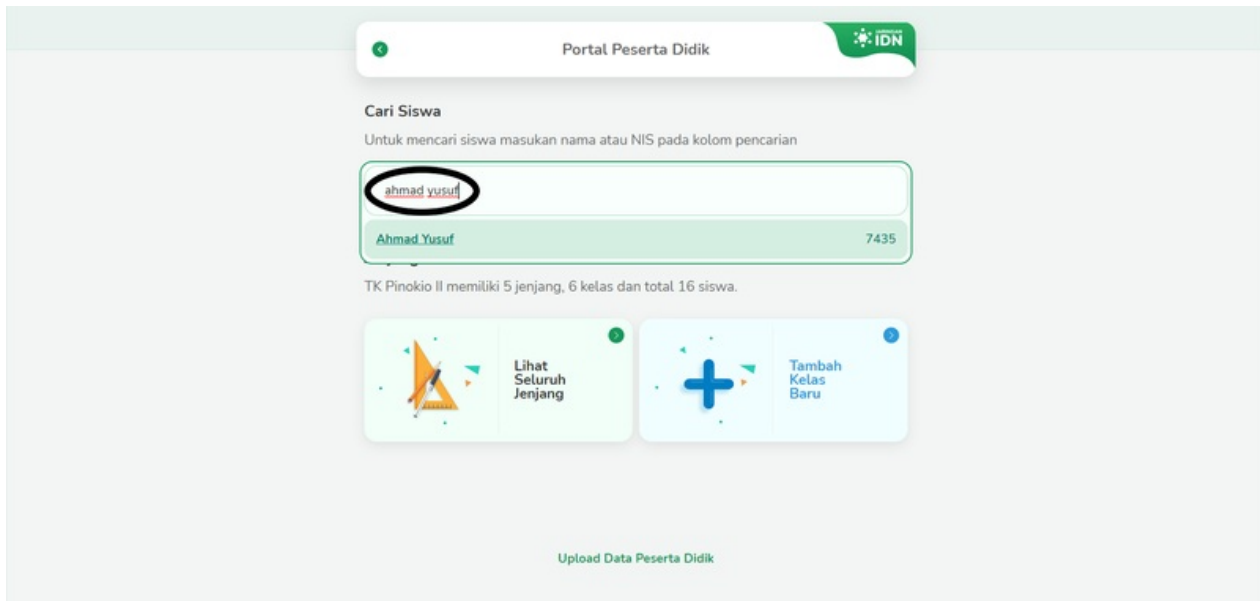 Portal Peserta Didik
IDN
Cari Siswa
Untuk mencari siswa masukan nama atau NIS pada kolom pencarian
ahmad yusuf
Ahmad Yusuf 7435
TK Pinokio II memiliki 5 jenjang, 6 kelas dan total 16 siswa.
Lihat
Seluruh
Jenjang
Tambah
Kelas
Baru
Upload Data Peserta Didik